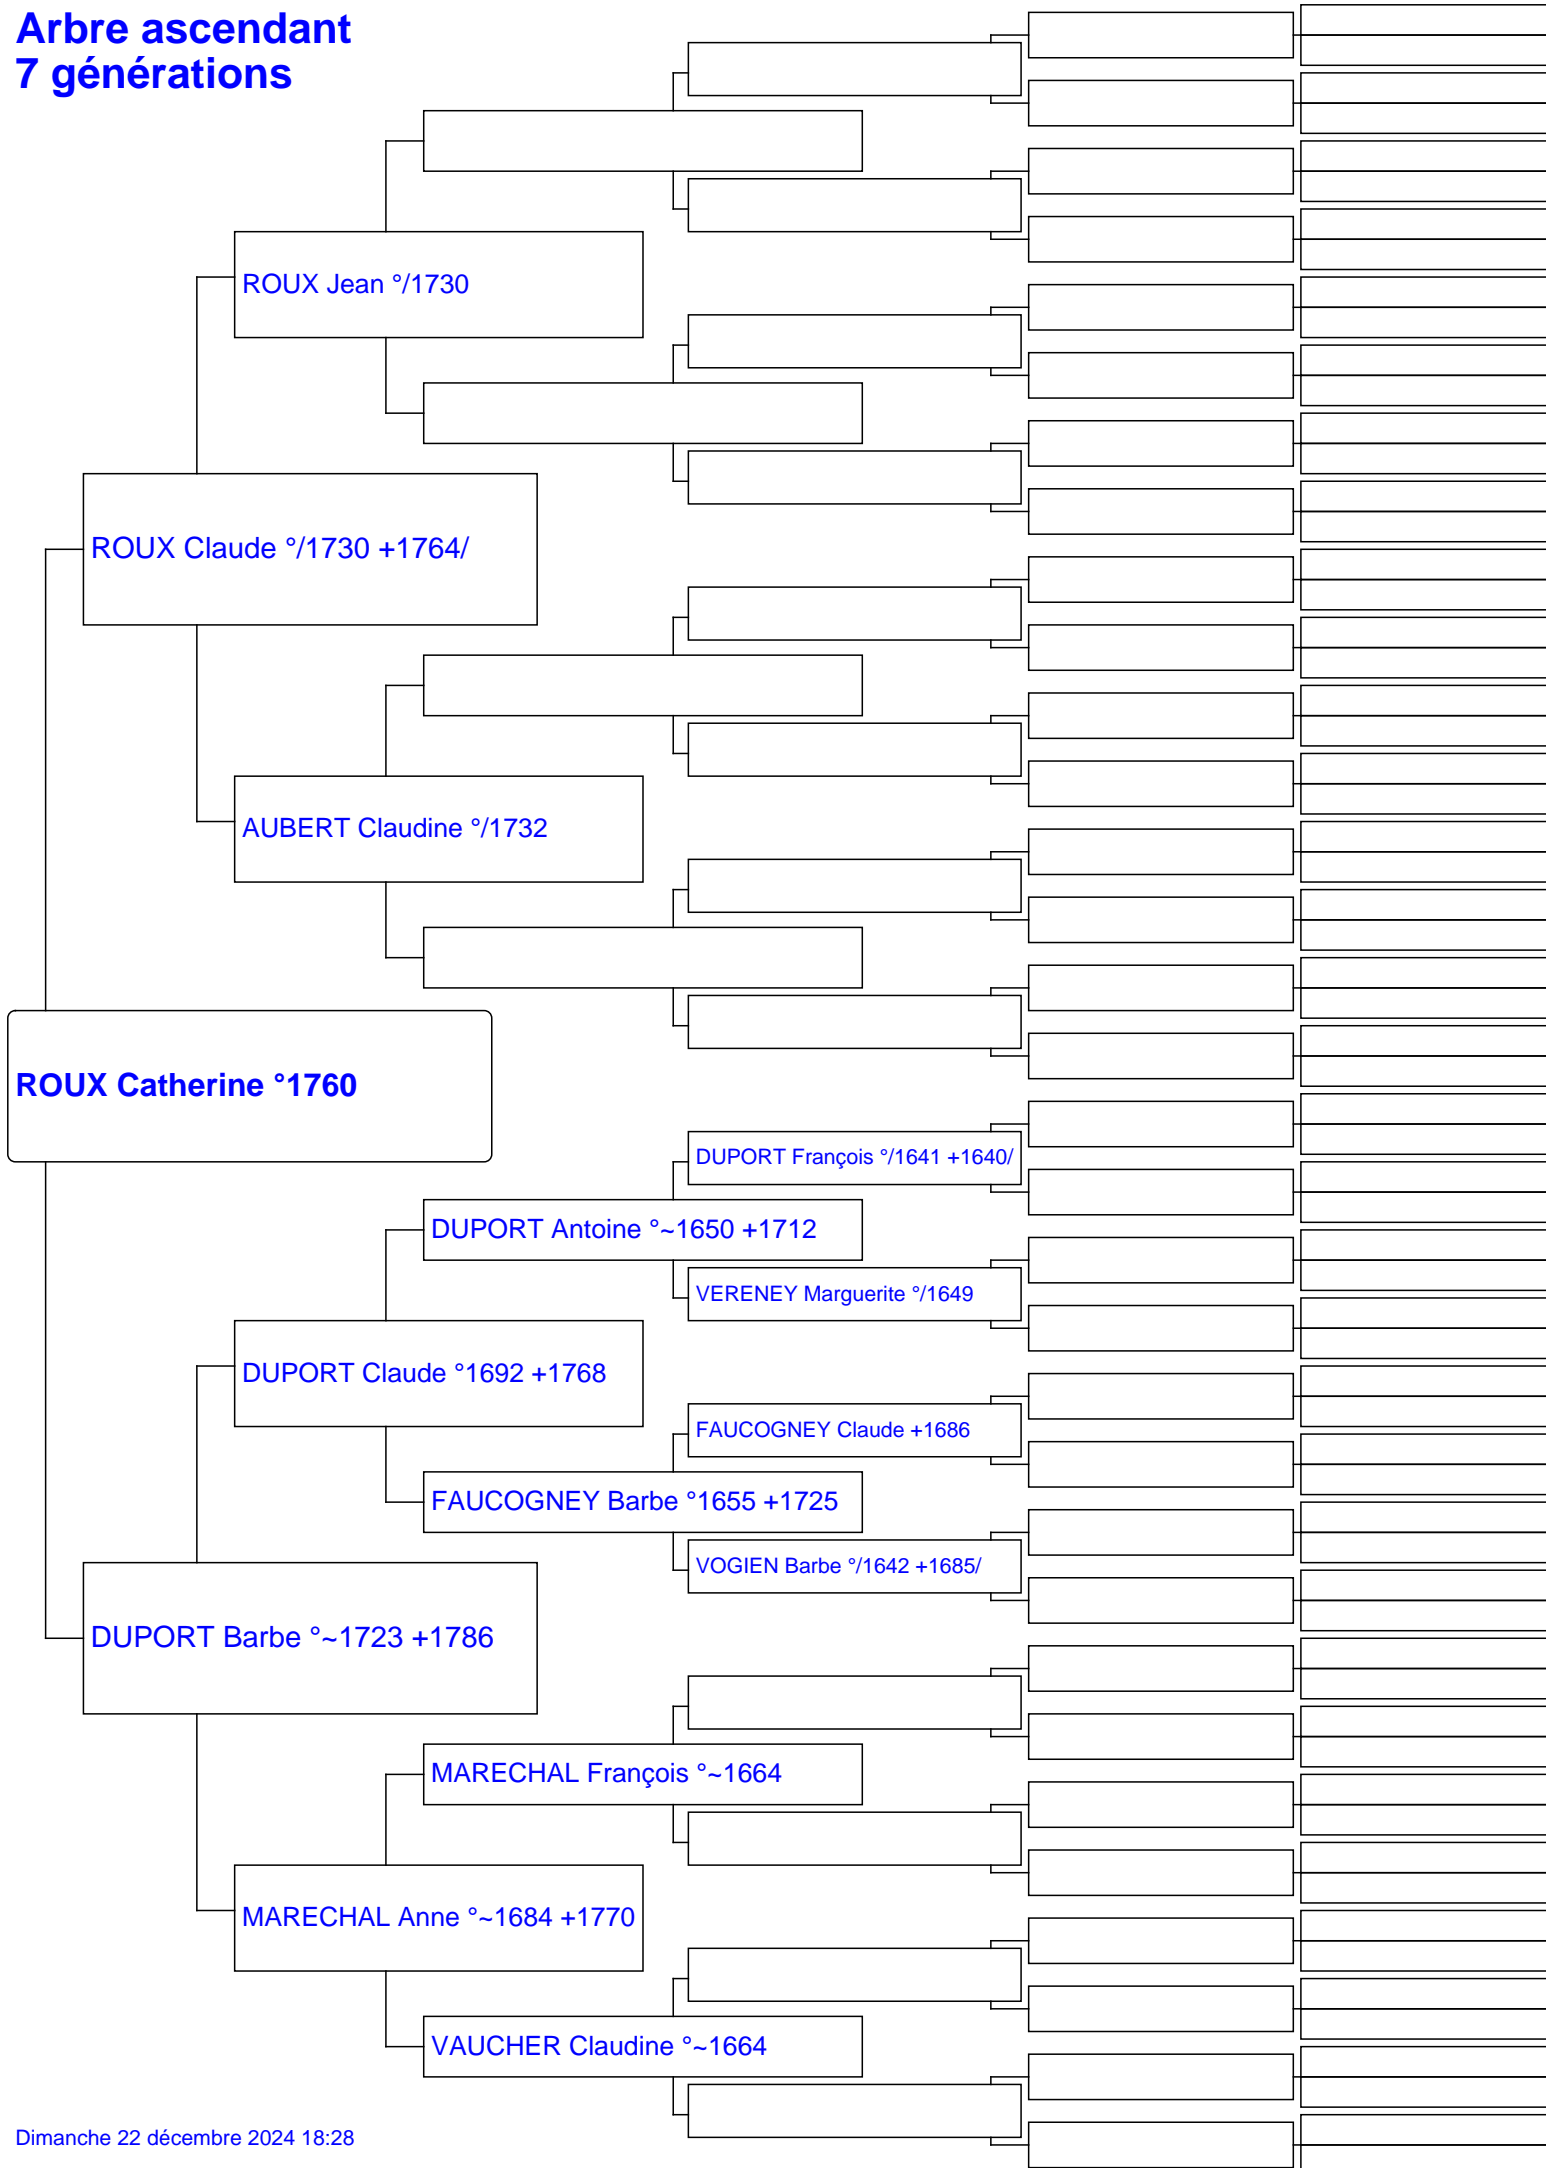 Arbre ascendant
7 générations
ROUX Jean °/1730
ROUX Claude °/1730 +1764/
AUBERT Claudine °/1732
ROUX Catherine °1760
DUPORT François °/1641 +1640/
DUPORT Antoine °~1650 +1712
VERENEY Marguerite °/1649
DUPORT Claude °1692 +1768
FAUCOGNEY Claude +1686
FAUCOGNEY Barbe °1655 +1725
VOGIEN Barbe °/1642 +1685/
DUPORT Barbe °~1723 +1786
MARECHAL François °~1664
MARECHAL Anne °~1684 +1770
VAUCHER Claudine °~1664
Dimanche 22 décembre 2024 18:28